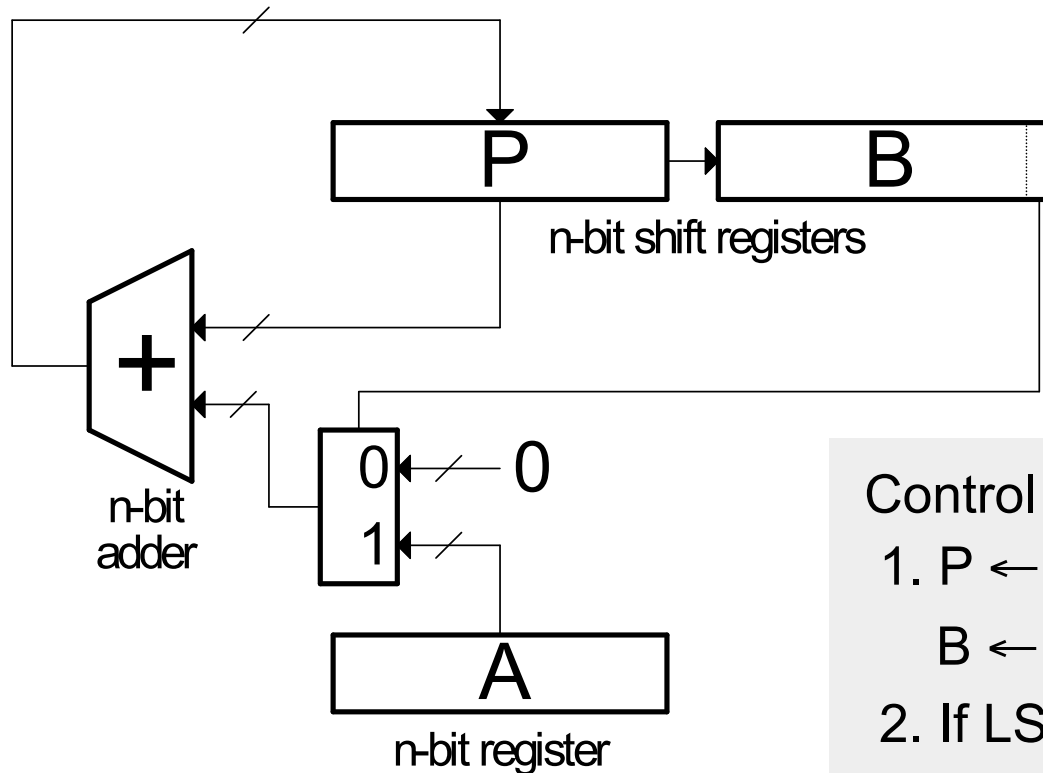 P
B
n-bit shift registers
+
n-bit
adder
0
0
1
A
n-bit register
Control
1. P ←
B ←
2. If LS